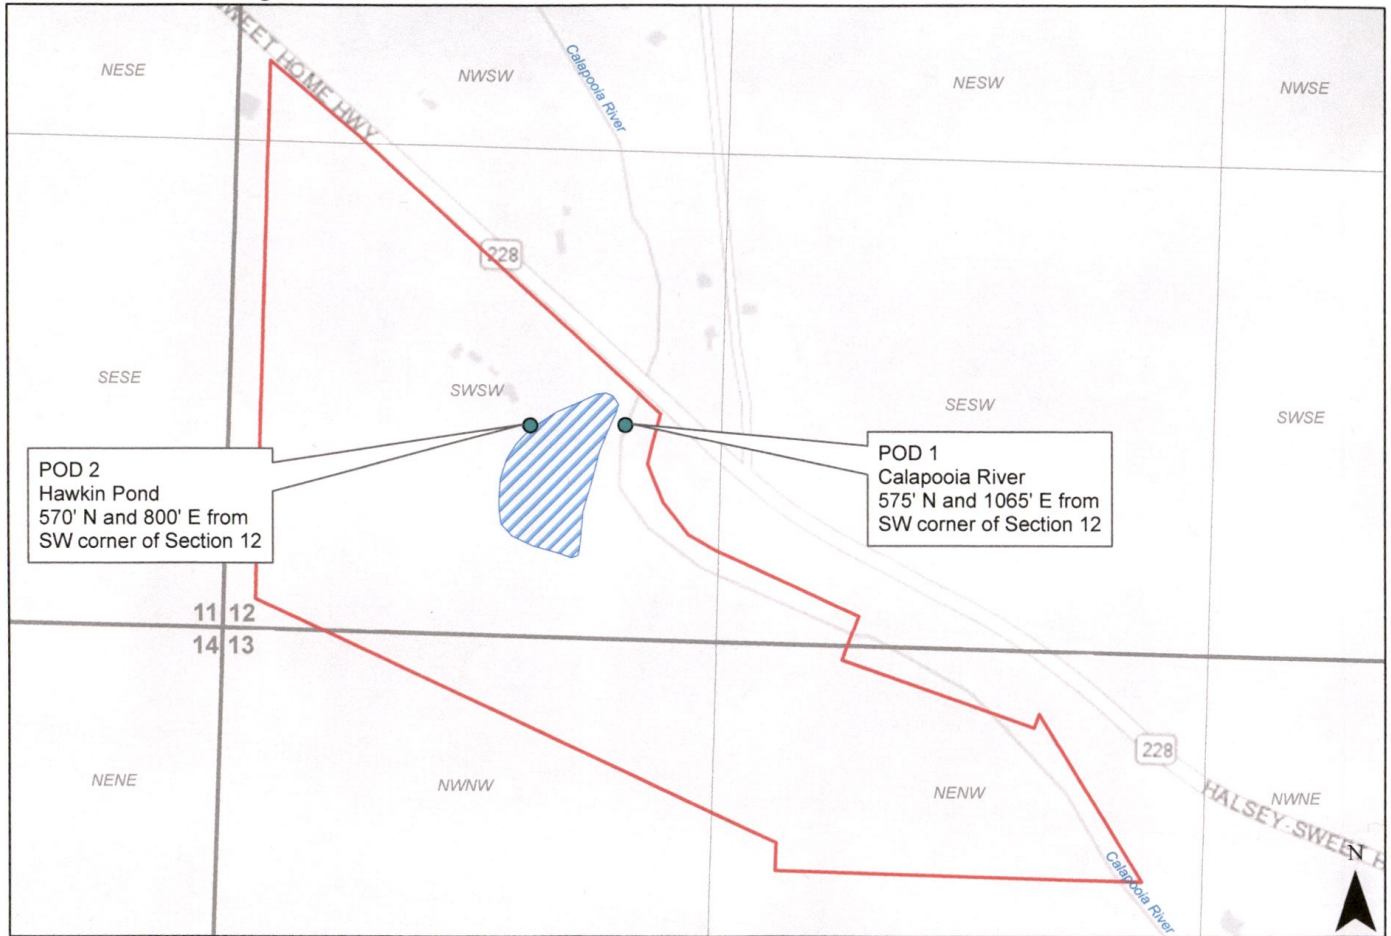 SWEET HOME HWY
Calapooia River
NESE
NWSW
NESW
NWSE
228
SESE
SWSW
SESW
SWSE
POD 2
Hawkin Pond
570' N and 800' E from
SW corner of Section 12
POD 1
Calapooia River
575' N and 1065' E from
SW corner of Section 12
11 12
14 13
NENE
NWNW
NENW
228
NWNE
HALSEY-SWEET H
N
Calapooia River